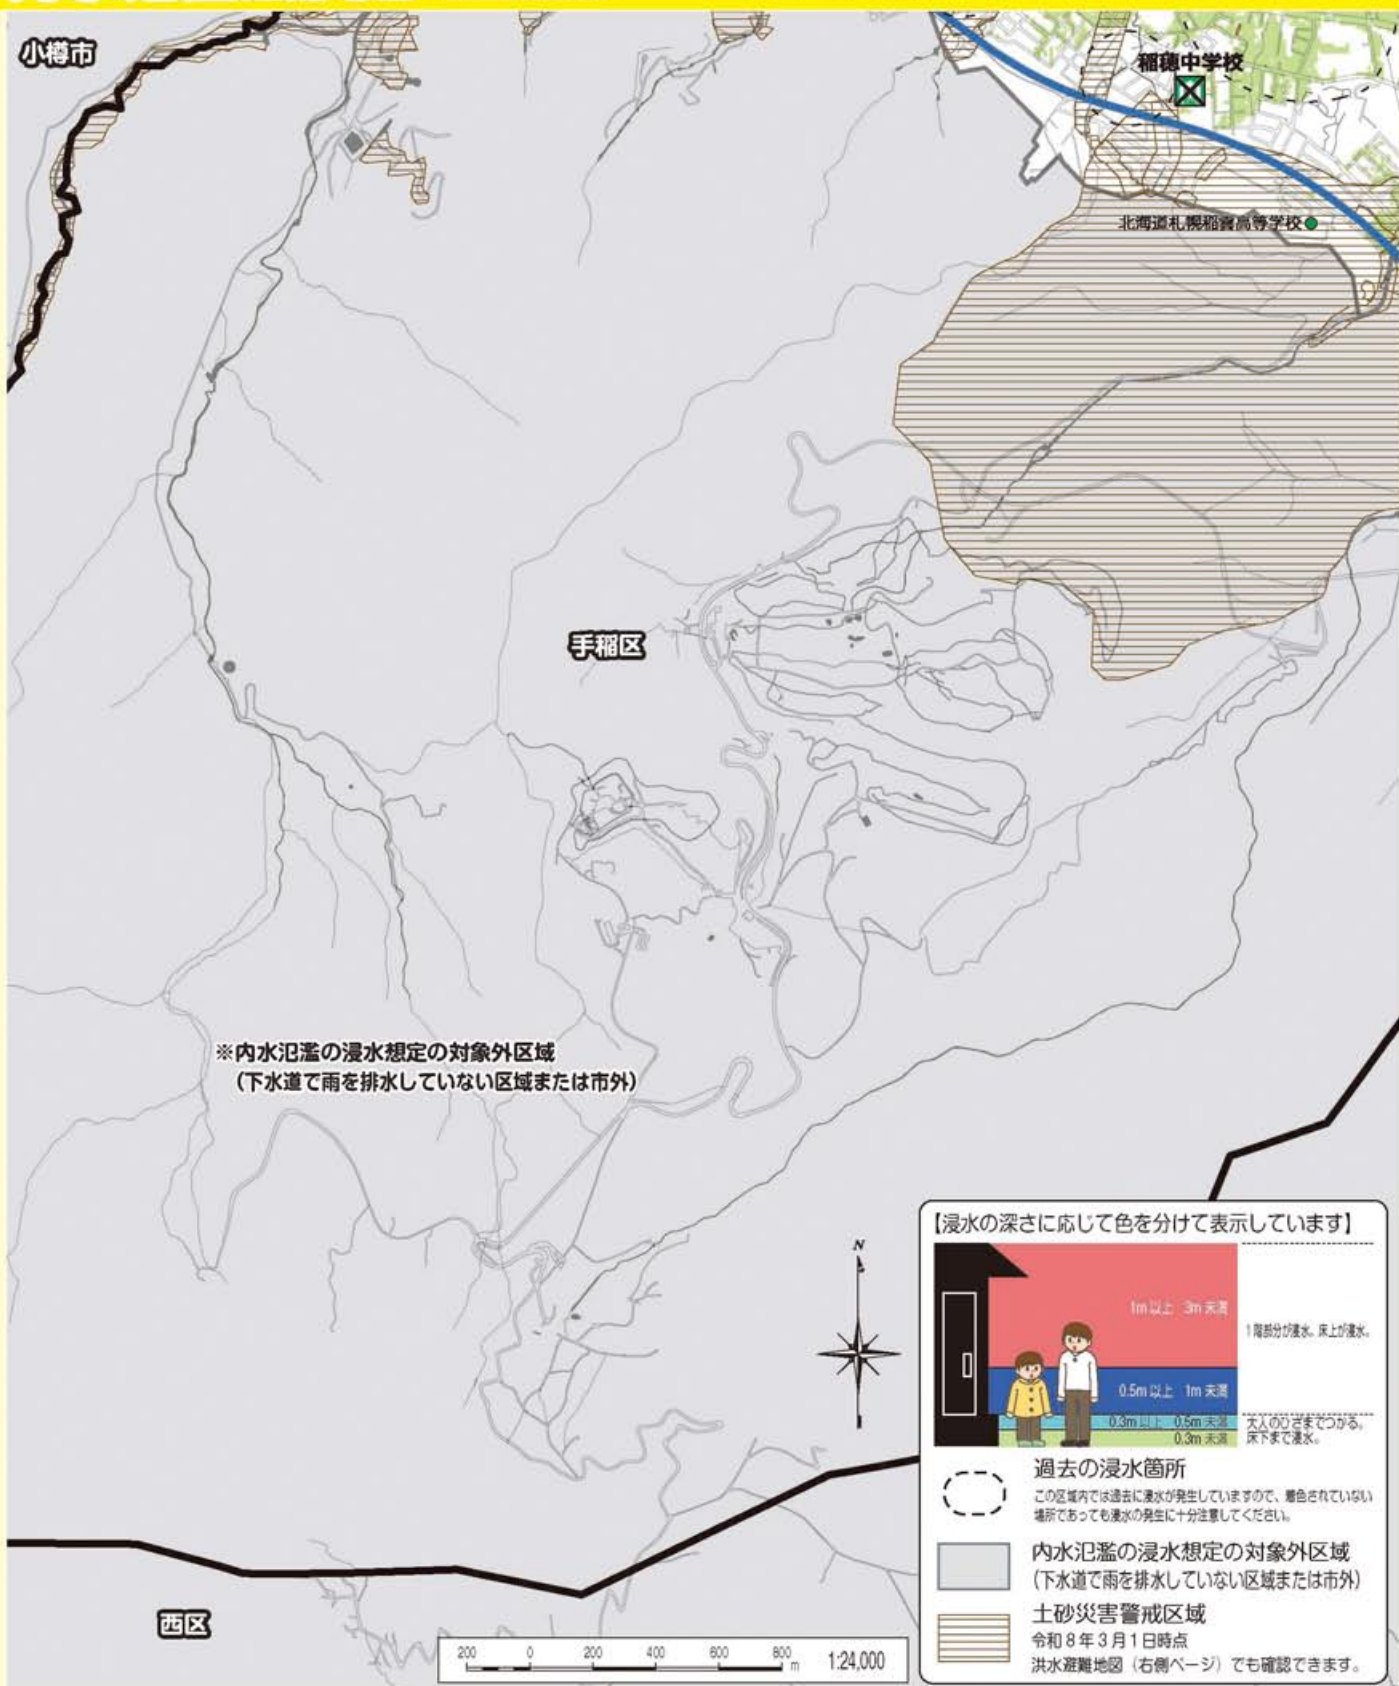 小樽市
稲穂中学校
北海道札幌稲雲高等学校
手稲区
※内水氾濫の浸水想定の対象外区域
(下水道で雨を排水していない区域または市外)
西区
N
200 0 200 400 600 800 m 1:24,000
【浸水の深さに応じて色を分けて表示しています】
1m以上 3m未満
1階部分が浸水。床上が浸水。
0.5m以上 1m未満
0.3m以上 0.5m未満
0.3m未満
大人のひざまでつかる。
床下まで浸水。
過去の浸水箇所
この区域内では過去に浸水が発生していますので、着色されていない
場所であっても浸水の発生に十分注意してください。
内水氾濫の浸水想定の対象外区域
(下水道で雨を排水していない区域または市外)
土砂災害警戒区域
令和8年3月1日時点
洪水避難地図(右側ページ)でも確認できます。